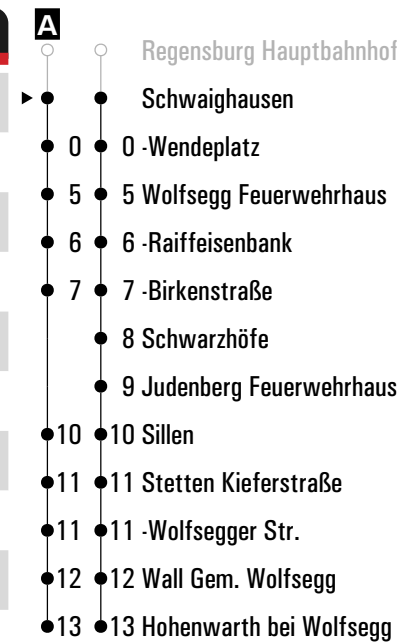 A
Regensburg Hauptbahnhof
Schwaighausen
0 0 -Wendeplatz
5 5 Wolfsegg Feuerwehrhaus
6 6 -Raiffeisenbank
7 7 -Birkenstraße
8 Schwarzhöfe
9 Judenberg Feuerwehrhaus
10 10 Sillen
11 11 Stetten Kieferstraße
11 11 -Wolfsegger Str.
12 12 Wall Gem. Wolfsegg
13 13 Hohenwarth bei Wolfsegg